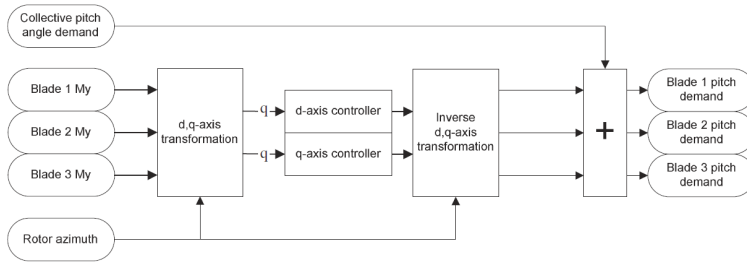 Collective pitch
angle demand
Blade 1 My
Blade 2 My
Blade 3 My
Rotor azimuth
d,q-axis
transformation
q
q
d-axis controller
q-axis controller
Inverse
d,q-axis
transformation
+
Blade 1 pitch
demand
Blade 2 pitch
demand
Blade 3 pitch
demand